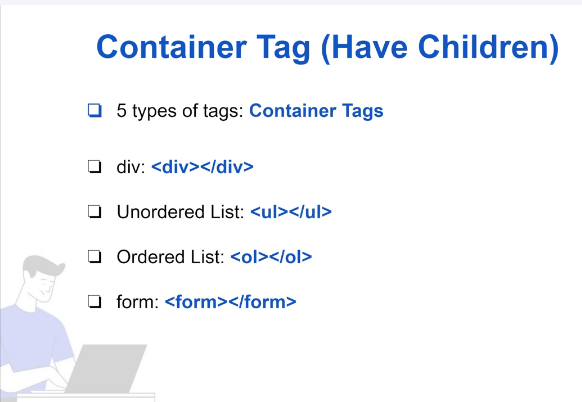 Container Tag (Have Children)
5 types of tags: Container Tags
div: <div></div>
Unordered List: <ul></ul>
Ordered List: <ol></ol>
form: <form></form>